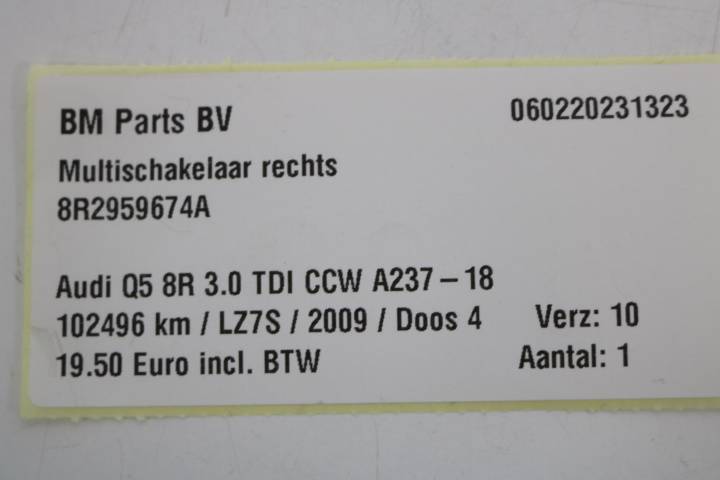 BM Parts BV 060220231323
Multischakelaar rechts
8R2959674A
Audi Q5 8R 3.0 TDI CCW A237 – 18
102496 km / LZ7S / 2009 / Doos 4 Verz: 10
19.50 Euro incl. BTW Aantal: 1